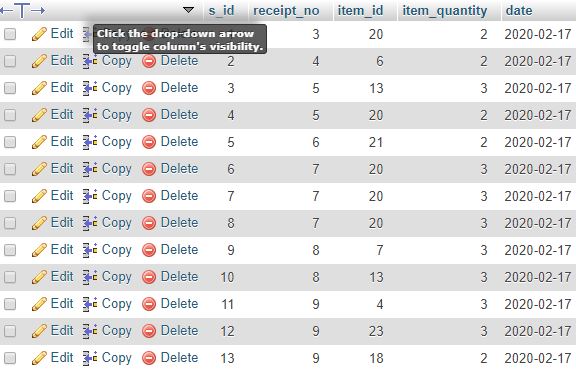 s_id receipt_no item_id item_quantity date
Edit 3 20 2 2020-02-17
Click the drop-down arrow
to toggle column's visibility.
Edit Copy Delete 2 4 6 2 2020-02-17
Edit Copy Delete 3 5 13 3 2020-02-17
Edit Copy Delete 4 5 20 2 2020-02-17
Edit Copy Delete 5 6 21 2 2020-02-17
Edit Copy Delete 6 7 20 3 2020-02-17
Edit Copy Delete 7 7 20 3 2020-02-17
Edit Copy Delete 8 7 20 3 2020-02-17
Edit Copy Delete 9 8 7 3 2020-02-17
Edit Copy Delete 10 8 13 3 2020-02-17
Edit Copy Delete 11 9 4 3 2020-02-17
Edit Copy Delete 12 9 23 3 2020-02-17
Edit Copy Delete 13 9 18 2 2020-02-17